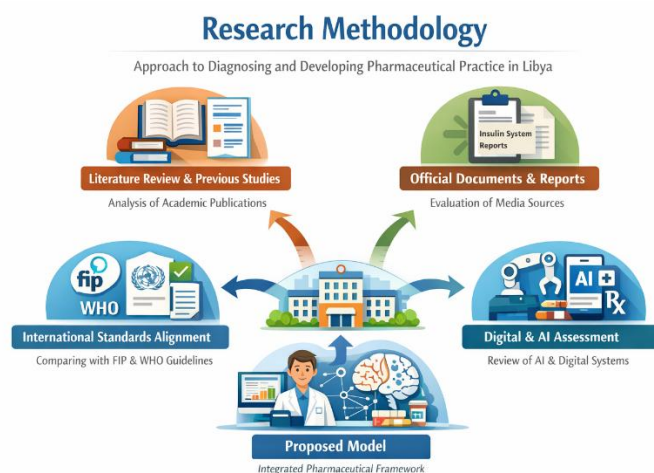 Research Methodology
Approach to Diagnosing and Developing Pharmaceutical Practice in Libya
Insulin System
Reports
Literature Review & Previous Studies
Analysis of Academic Publications
Official Documents & Reports
Evaluation of Media Sources
fip
WHO
International Standards Alignment
Comparing with FIP & WHO Guidelines
AI
Rx
Digital & AI Assessment
Review of AI & Digital Systems
Proposed Model
Integrated Pharmaceutical Framework